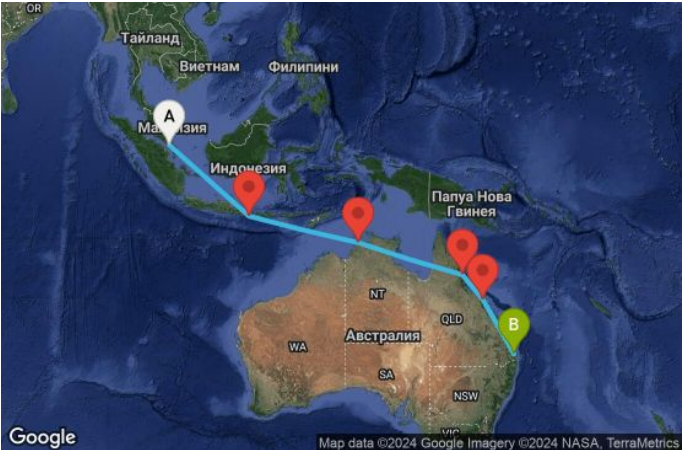 OR
Тайланд
Виетнам
Филипини
A
Индонезия
Папуа Нова
Гвинея
NT
QLD
B
Австралия
WA
SA
NSW
Google
Map data ©2024 Google Imagery ©2024 NASA, TerraMetrics